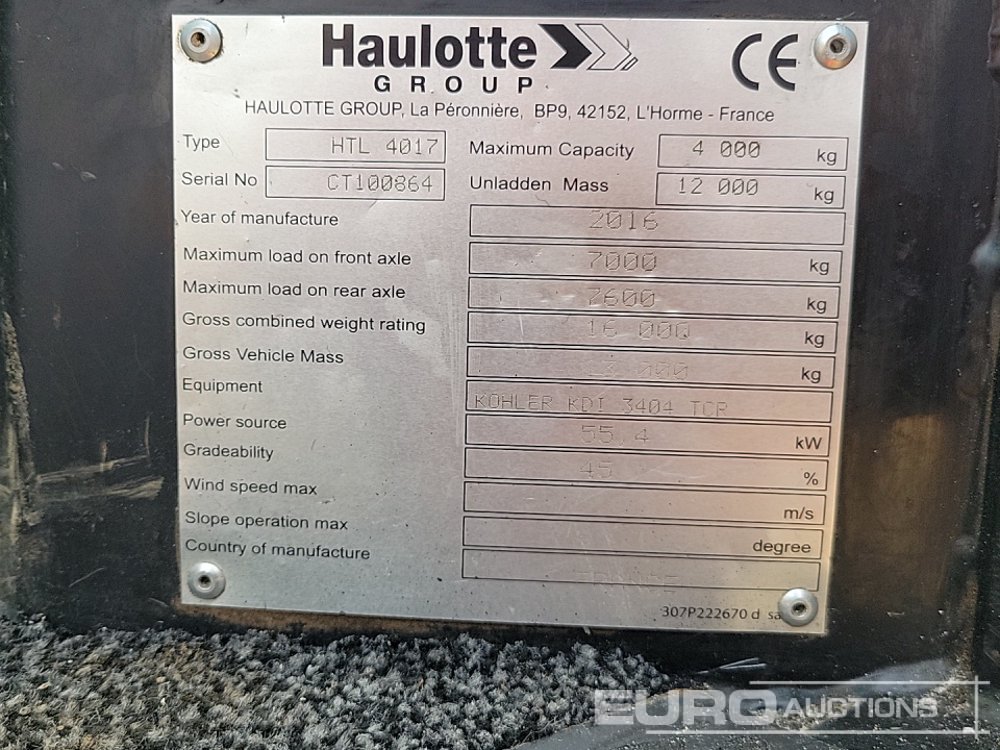 Haulotte
GROUP
CE
HAULOTTE GROUP, La Péronnière, BP9, 42152, L'Horme - France
Type HTL 4017 Maximum Capacity 4 000 kg
Serial No CT100864 Unladden Mass 12 000 kg
Year of manufacture 2016
Maximum load on front axle 7000 kg
Maximum load on rear axle 7600 kg
Gross combined weight rating 16 000 kg
Gross Vehicle Mass kg
Equipment KOHLER KDI 3404 TCR
Power source 55,4 kW
Gradeability 45 %
Wind speed max m/s
Slope operation max degree
Country of manufacture
307P222670 d
EURO AUCTIONS